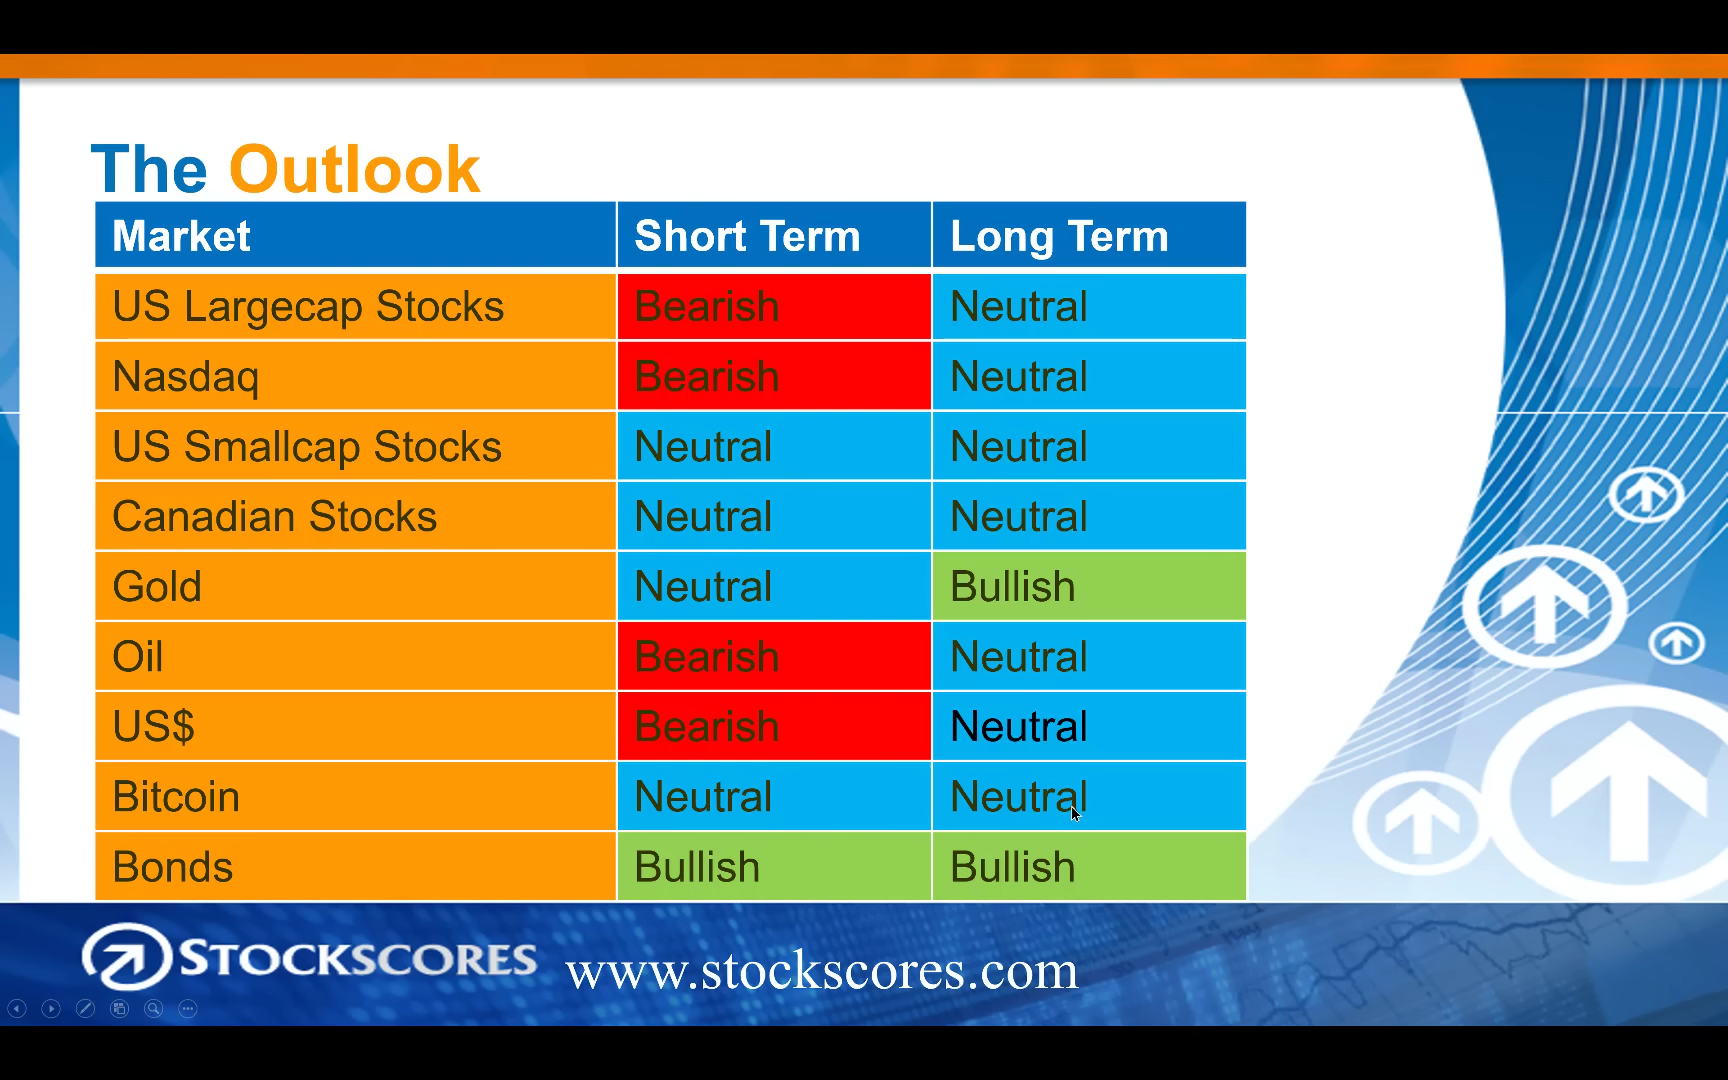 The Outlook
Market Short Term Long Term
US Largecap Stocks Bearish Neutral
Nasdaq Bearish Neutral
US Smallcap Stocks Neutral Neutral
Canadian Stocks Neutral Neutral
Gold Neutral Bullish
Oil Bearish Neutral
US$ Bearish Neutral
Bitcoin Neutral Neutral
Bonds Bullish Bullish
STOCKSCORES www.stockscores.com